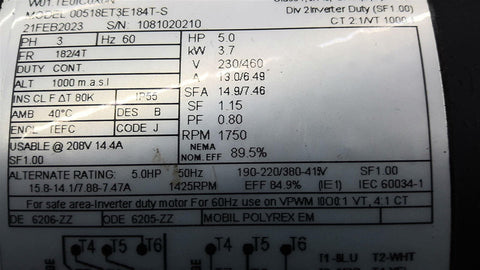 MODEL 00518ET3E184T-S
Div 2Inverter Duty (SF1.00)
21FEB2023 S/N: 1081020210
CT 2.1/VT 1000:1
PH 3 Hz 60 HP 5.0
FR 182/4T kW 3.7
DUTY CONT V 230/460
ALT 1000 m.a.s.l A 13.0/6.49
INS CL F ΔT 80K IP55 SFA 14.9/7.46
AMB 40°C DES B SF 1.15
ENCL TEFC CODE J PF 0.80
RPM 1750
USABLE @ 208V 14.4A
SF1.00
NEMA NOM.EFF 89.5%
ALTERNATE RATING: 5.0HP 50Hz 190-220/380-415V SF1.00
15.8-14.1/7.88-7.47A 1425RPM EFF 84.9% (IE1) IEC 60034-1
For safe area-Inverter duty motor For 60Hz use on VPWM 1000:1 VT, 4:1 CT
DE 6206-ZZ ODE 6205-ZZ MOBIL POLYREX EM
T4 T5 T6 T4 T5 T6
T1-BLU T2-WHT